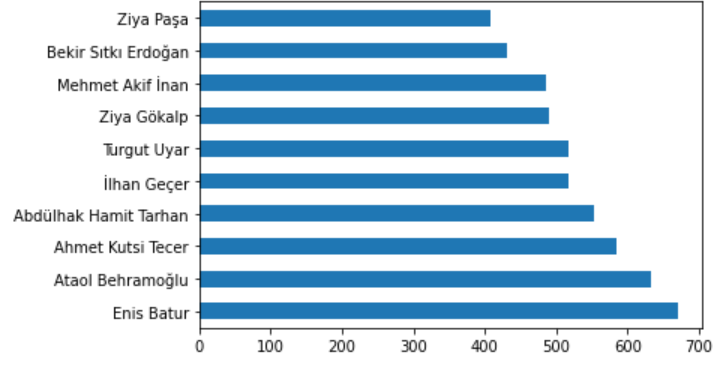 Ziya Paşa
Bekir Sıtkı Erdoğan
Mehmet Akif İnan
Ziya Gökalp
Turgut Uyar
İlhan Geçer
Abdülhak Hamit Tarhan
Ahmet Kutsi Tecer
Ataol Behramoğlu
Enis Batur
0 100 200 300 400 500 600 700